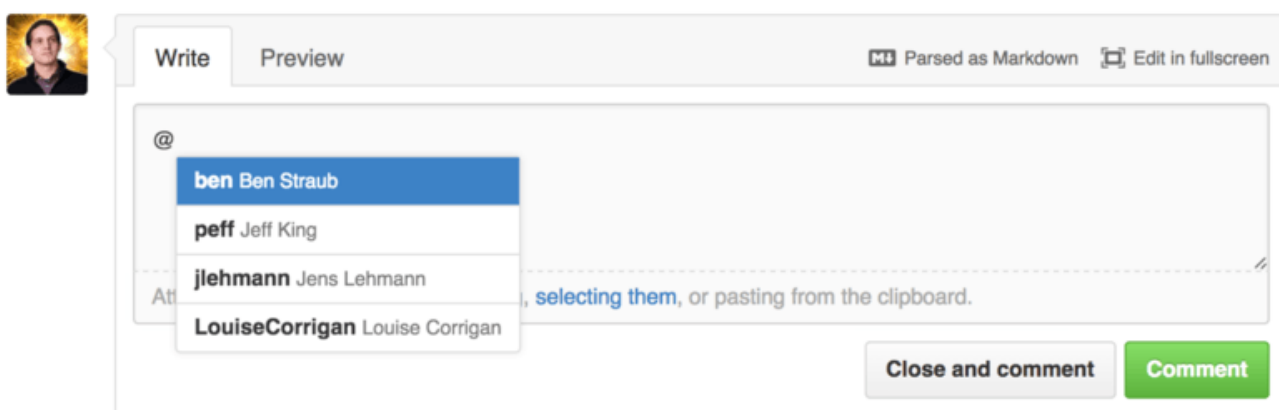 Write Preview Parsed as Markdown Edit in fullscreen
@
ben Ben Straub
peff Jeff King
jlehmann Jens Lehmann
selecting them, or pasting from the clipboard.
LouiseCorrigan Louise Corrigan
Close and comment Comment